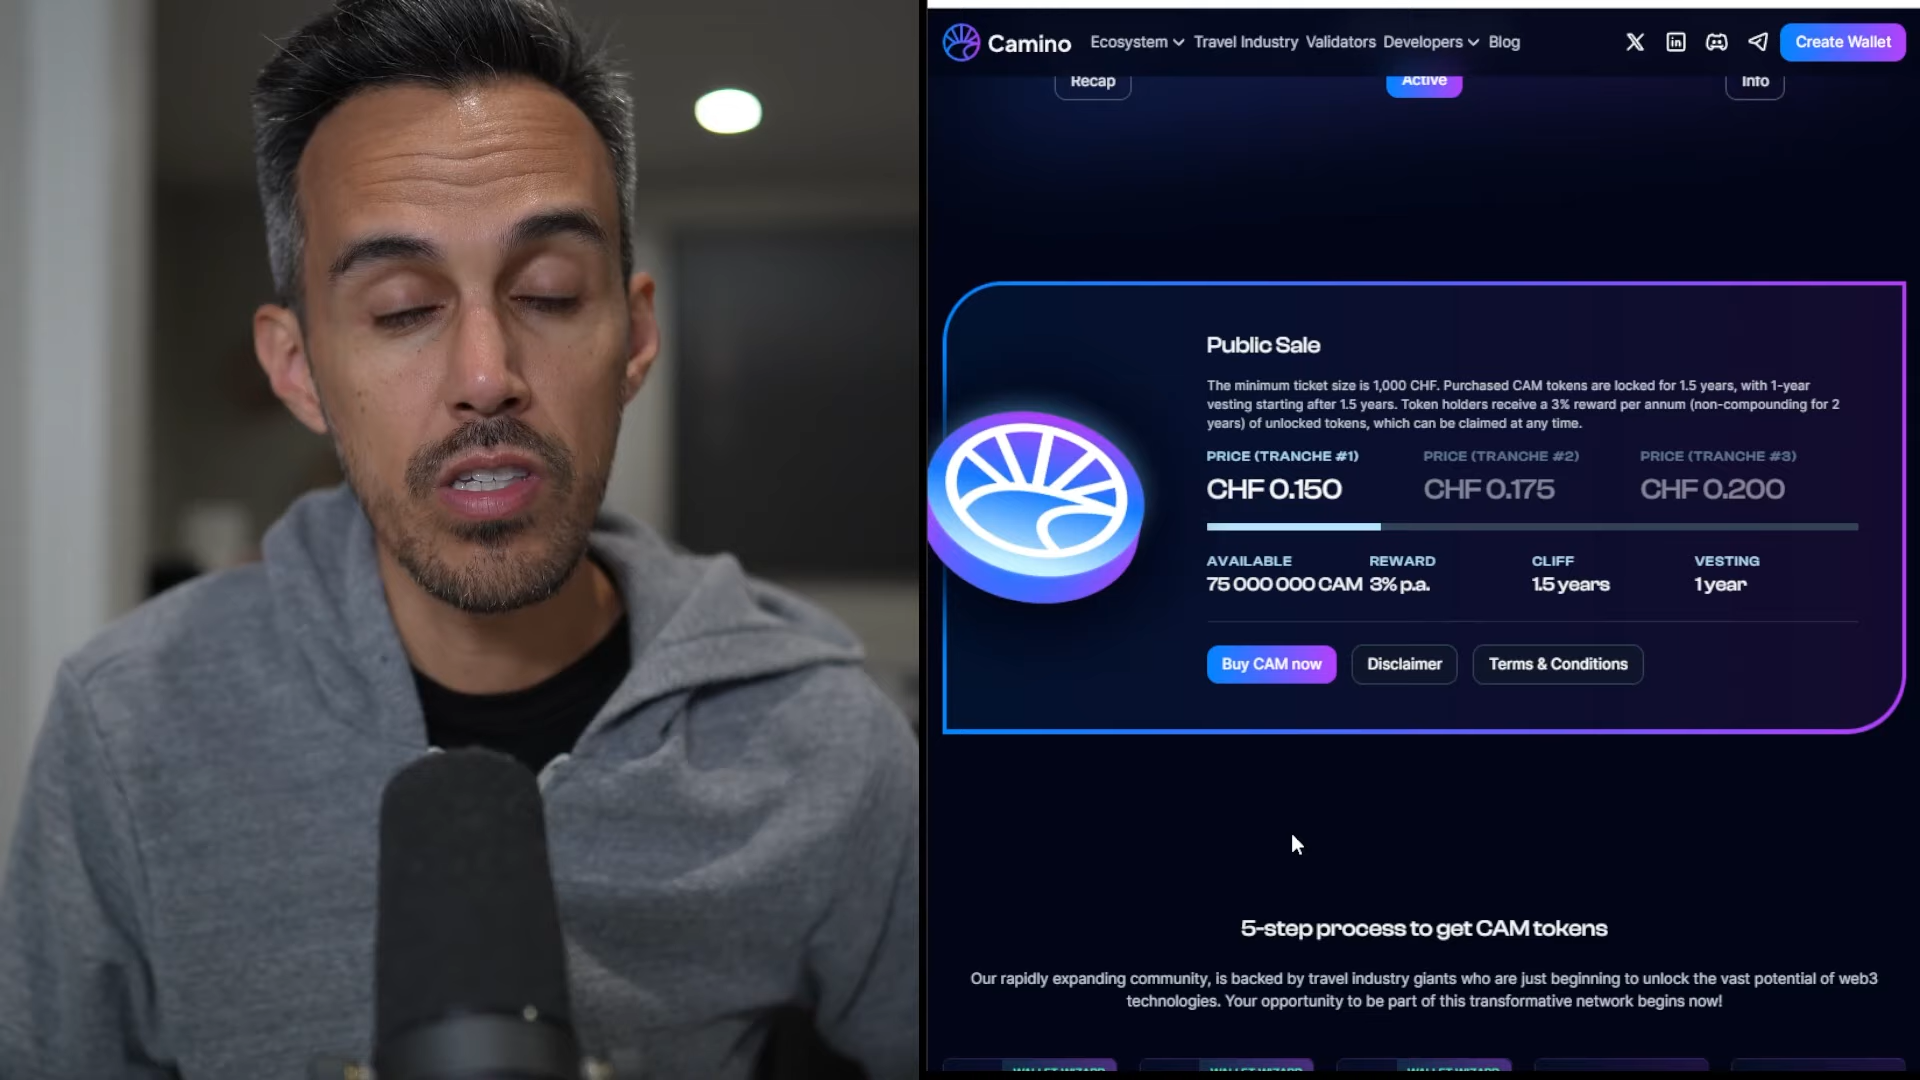 Camino
Ecosystem Travel Industry Validators Developers Blog
Create Wallet
Recap
Active
Info
Public Sale
The minimum ticket size is 1,000 CHF. Purchased CAM tokens are locked for 1.5 years, with 1-year
vesting starting after 1.5 years. Token holders receive a 3% reward per annum (non-compounding for 2
years) of unlocked tokens, which can be claimed at any time.
PRICE (TRANCHE #1) PRICE (TRANCHE #2) PRICE (TRANCHE #3)
CHF 0.150 CHF 0.175 CHF 0.200
AVAILABLE REWARD CLIFF VESTING
75 000 000 CAM 3% p.a. 1.5 years 1 year
Buy CAM now Disclaimer Terms & Conditions
5-step process to get CAM tokens
Our rapidly expanding community, is backed by travel industry giants who are just beginning to unlock the vast potential of web3
technologies. Your opportunity to be part of this transformative network begins now!
WALLET WIZARD WALLET WIZARD WALLET WIZARD